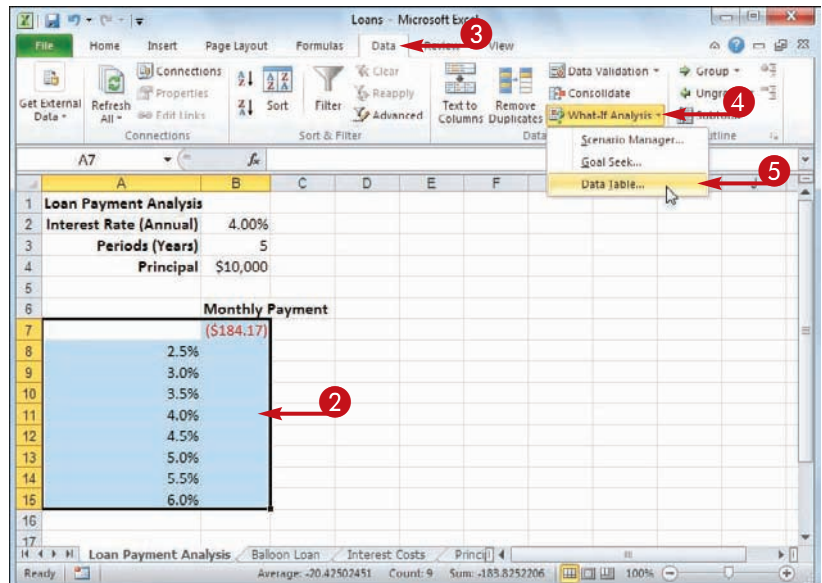 Loans - Microsoft Excel
3
File Home Insert Page Layout Formulas Data Review View
Connections Clear Data Validation Group
Properties Reapply Consolidate
Get External Data Refresh All Edit Links Sort Filter Advanced Text to Columns Remove Duplicates What-If Analysis
4
Connections Sort & Filter
Scenario Manager...
Goal Seek...
Data Table...
5
A7 fx
A B C D E F
1 Loan Payment Analysis
2 Interest Rate (Annual) 4.00%
3 Periods (Years) 5
4 Principal $10,000
5
6 Monthly Payment
7 ($184.17)
8 2.5%
9 3.0%
10 3.5%
11 4.0%
2
12 4.5%
13 5.0%
14 5.5%
15 6.0%
16
17
Loan Payment Analysis Balloon Loan Interest Costs
Ready Average: -20.42502451 Count: 9 Sum: -183.8252206 100%